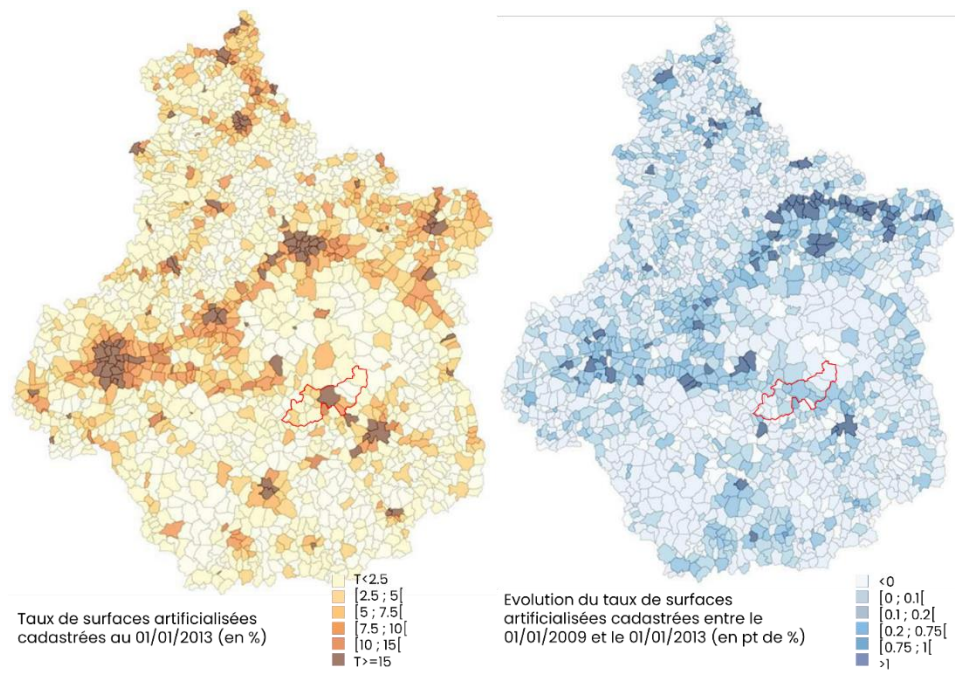 Taux de surfaces artificialisées
cadastrées au 01/01/2013 (en %)
T<2.5
[2.5 ; 5[
[5 ; 7.5[
[7.5 ; 10[
[10 ; 15[
T>=15
Evolution du taux de surfaces
artificialisées cadastrées entre le
01/01/2009 et le 01/01/2013 (en pt de %)
<0
[0 ; 0.1[
[0.1 ; 0.2[
[0.2 ; 0.75[
[0.75 ; 1[
>1